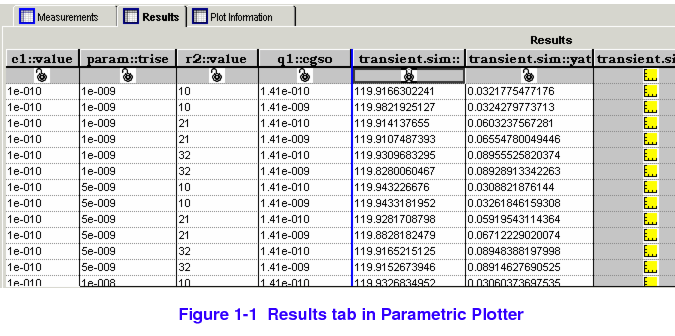 Measurements Results Plot Information
Results
c1::value param::trise r2::value q1::cgso transient.sim:: transient.sim::yat transient.si
1e-010 1e-009 10 1.41e-010 119.9166302241 0.0321775477176
1e-010 1e-009 10 1.41e-009 119.9821925127 0.0324279773713
1e-010 1e-009 21 1.41e-010 119.914137655 0.0603237567281
1e-010 1e-009 21 1.41e-009 119.9107487393 0.06554780049446
1e-010 1e-009 32 1.41e-010 119.9309683295 0.08955525820374
1e-010 1e-009 32 1.41e-009 119.8280060467 0.08928913342263
1e-010 5e-009 10 1.41e-010 119.943226676 0.0308821876144
1e-010 5e-009 10 1.41e-009 119.9433181952 0.03261846159308
1e-010 5e-009 21 1.41e-010 119.9281708798 0.05919543114364
1e-010 5e-009 21 1.41e-009 119.8828182479 0.06712229020074
1e-010 5e-009 32 1.41e-010 119.9165215125 0.08948388197998
1e-010 5e-009 32 1.41e-009 119.9152673946 0.08914627690525
1e-010 1e-008 10 1.41e-010 119.9326834952 0.03060373697535
Figure 1-1 Results tab in Parametric Plotter